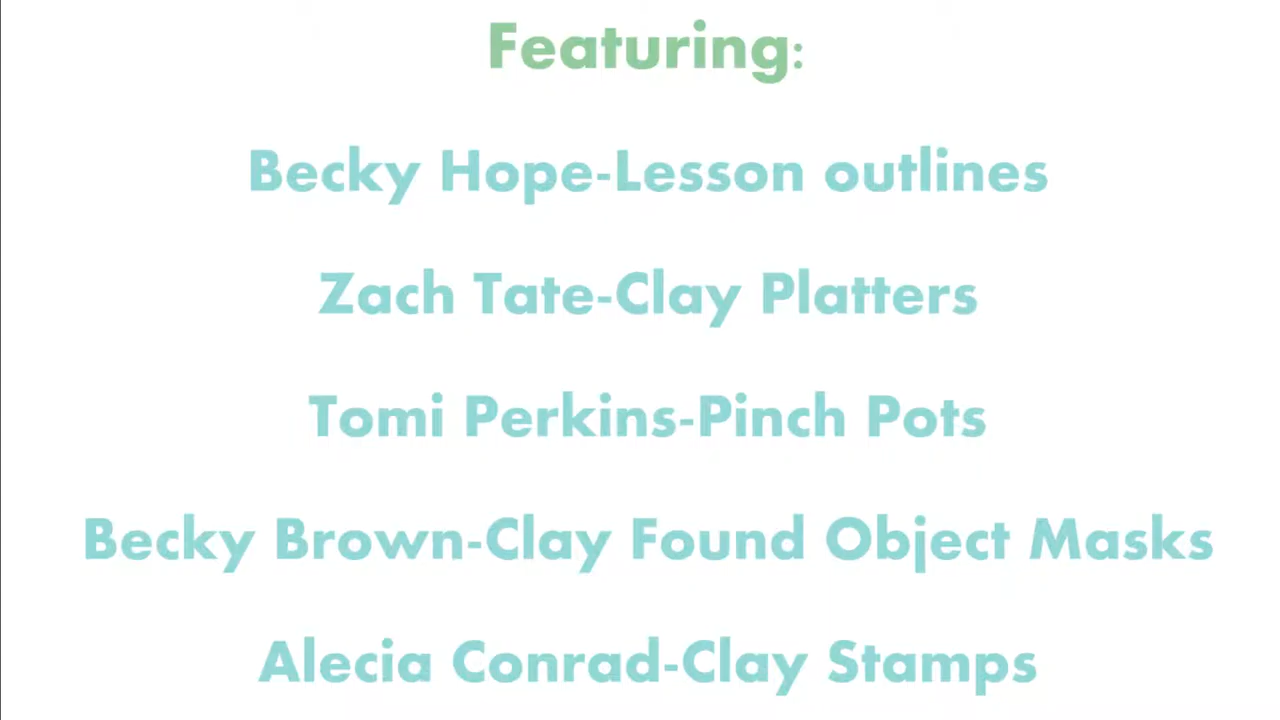 Featuring:
Becky Hope-Lesson outlines
Zach Tate-Clay Platters
Tomi Perkins-Pinch Pots
Becky Brown-Clay Found Object Masks
Alecia Conrad-Clay Stamps